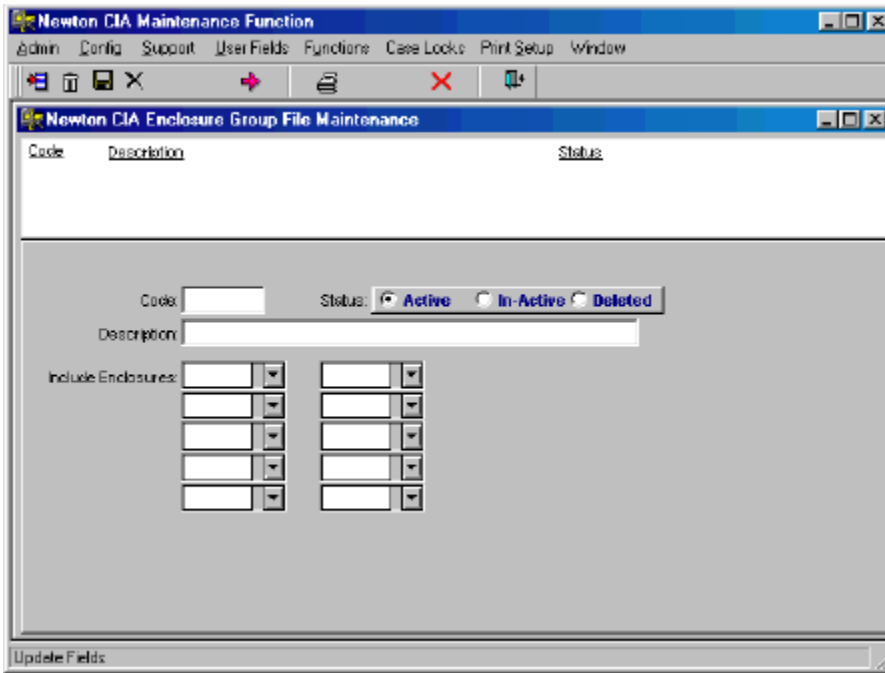 Newton CIA Maintenance Function
Admin Config Support User Fields Functions Case Locks Print Setup Window
Newton CIA Enclosure Group File Maintenance
Code Description Status
Code: Status: Active In-Active Deleted
Description:
Include Enclosures:
Update Fields